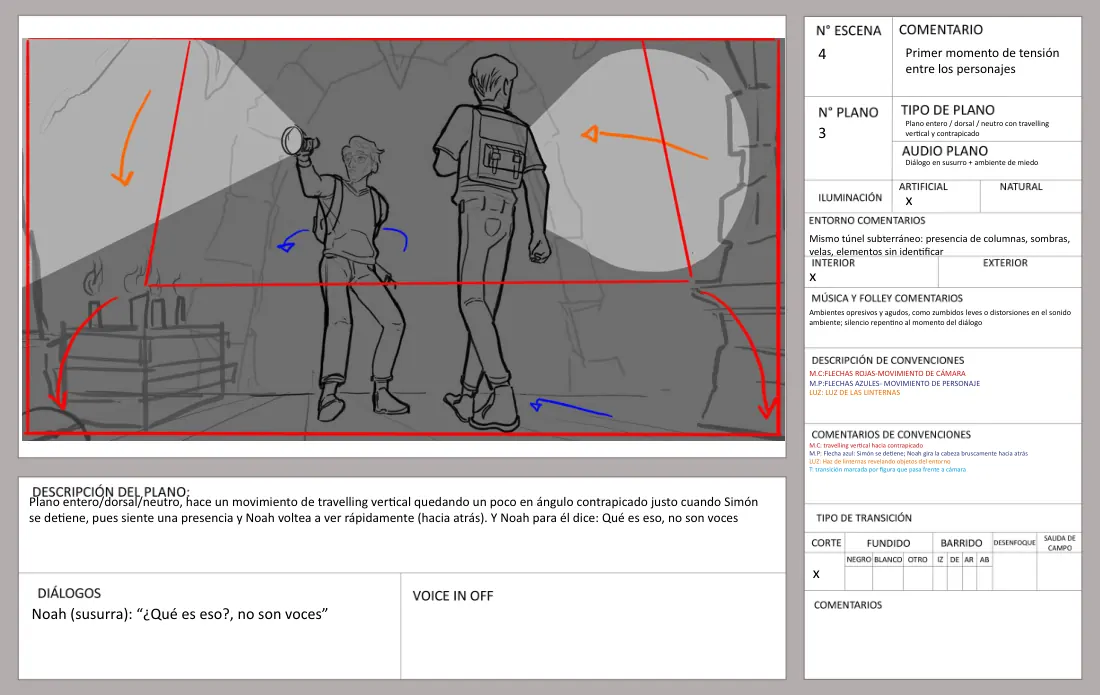 N° ESCENA
4
COMENTARIO
Primer momento de tensión
entre los personajes
N° PLANO
3
TIPO DE PLANO
Plano entero / dorsal / neutro con travelling
vertical y contrapicado
AUDIO PLANO
Diálogo en susurro + ambiente de miedo
ILUMINACIÓN
ARTIFICIAL
X
NATURAL
ENTORNO COMENTARIOS
Mismo túnel subterráneo: presencia de columnas, sombras,
velas, elementos sin identificar
INTERIOR
X
EXTERIOR
MÚSICA Y FOLLEY COMENTARIOS
Ambientes opresivos y agudos, como zumbidos leves o distorsiones en el sonido
ambiente; silencio repentino al momento del diálogo
DESCRIPCIÓN DE CONVENCIONES
M.C:FLECHAS ROJAS-MOVIMIENTO DE CÁMARA
M.P:FLECHAS AZULES- MOVIMIENTO DE PERSONAJE
LUZ: LUZ DE LAS LINTERNAS
COMENTARIOS DE CONVENCIONES
M.C: travelling vertical hacia contrapicado
M.P: Flecha azul: Simón se detiene; Noah gira la cabeza bruscamente hacia atrás
LUZ: Haz de linternas revelando objetos del entorno
T: transición marcada por figura que pasa frente a cámara
TIPO DE TRANSICIÓN
CORTE
FUNDIDO
BARRIDO
DESENFOQUE
SALIDA DE
CAMPO
NEGRO BLANCO OTRO
IZ DE AR AB
X
COMENTARIOS
DESCRIPCIÓN DEL PLANO:
Plano entero/dorsal/neutro, hace un movimiento de travelling vertical quedando un poco en ángulo contrapicado justo cuando Simón
se detiene, pues siente una presencia y Noah voltea a ver rápidamente (hacia atrás). Y Noah para él dice: Qué es eso, no son voces
DIÁLOGOS
Noah (susurra): “¿Qué es eso?, no son voces”
VOICE IN OFF